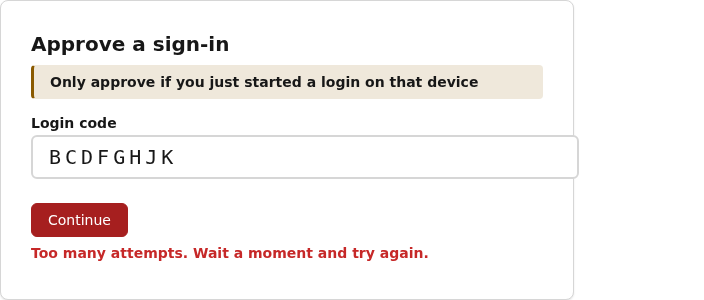 Approve a sign-in
Only approve if you just started a login on that device
Login code
BCDFGHJK
Continue
Too many attempts. Wait a moment and try again.